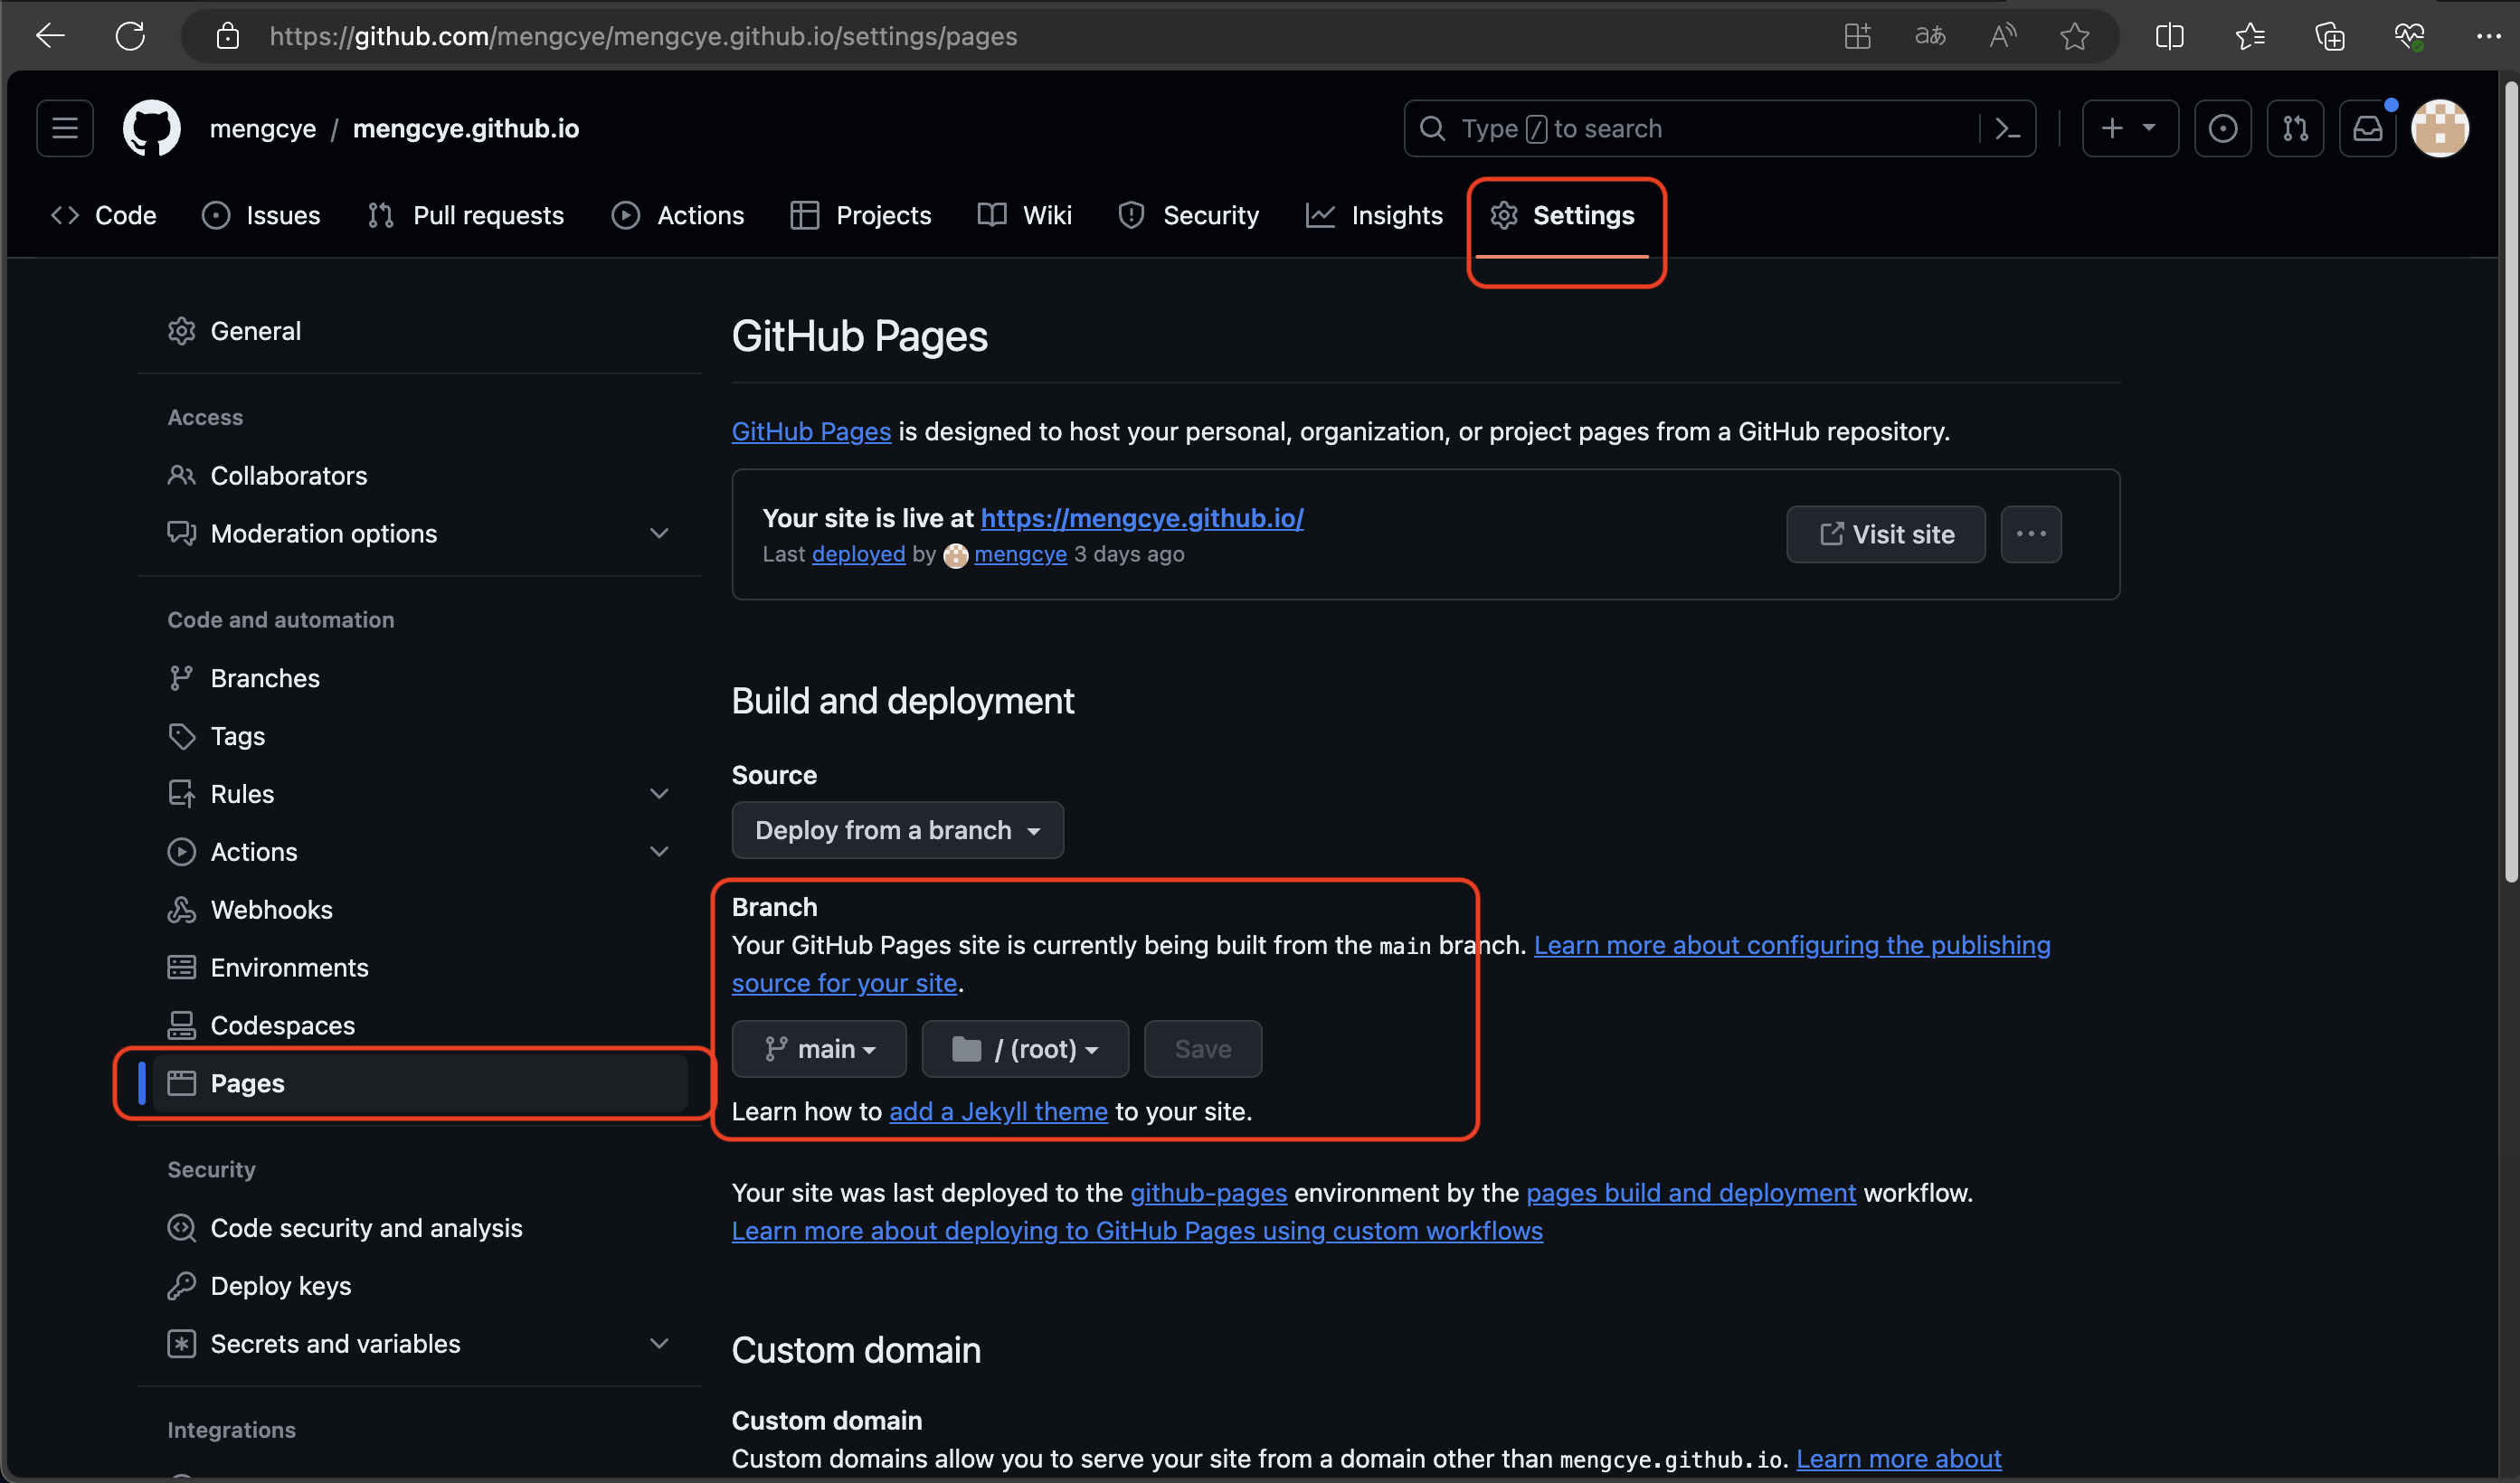 https://github.com/mengcye/mengcye.github.io/settings/pages
mengcye / mengcye.github.io
Type / to search
Code Issues Pull requests Actions Projects Wiki Security Insights Settings
General
Access
Collaborators
Moderation options
Code and automation
Branches
Tags
Rules
Actions
Webhooks
Environments
Codespaces
Pages
Security
Code security and analysis
Deploy keys
Secrets and variables
Integrations
GitHub Pages
GitHub Pages is designed to host your personal, organization, or project pages from a GitHub repository.
Your site is live at https://mengcye.github.io/
Last deployed by mengcye 3 days ago
Visit site
Build and deployment
Source
Deploy from a branch
Branch
Your GitHub Pages site is currently being built from the main branch. Learn more about configuring the publishing
source for your site.
main / (root) Save
Learn how to add a Jekyll theme to your site.
Your site was last deployed to the github-pages environment by the pages build and deployment workflow.
Learn more about deploying to GitHub Pages using custom workflows
Custom domain
Custom domain
Custom domains allow you to serve your site from a domain other than mengcye.github.io. Learn more about